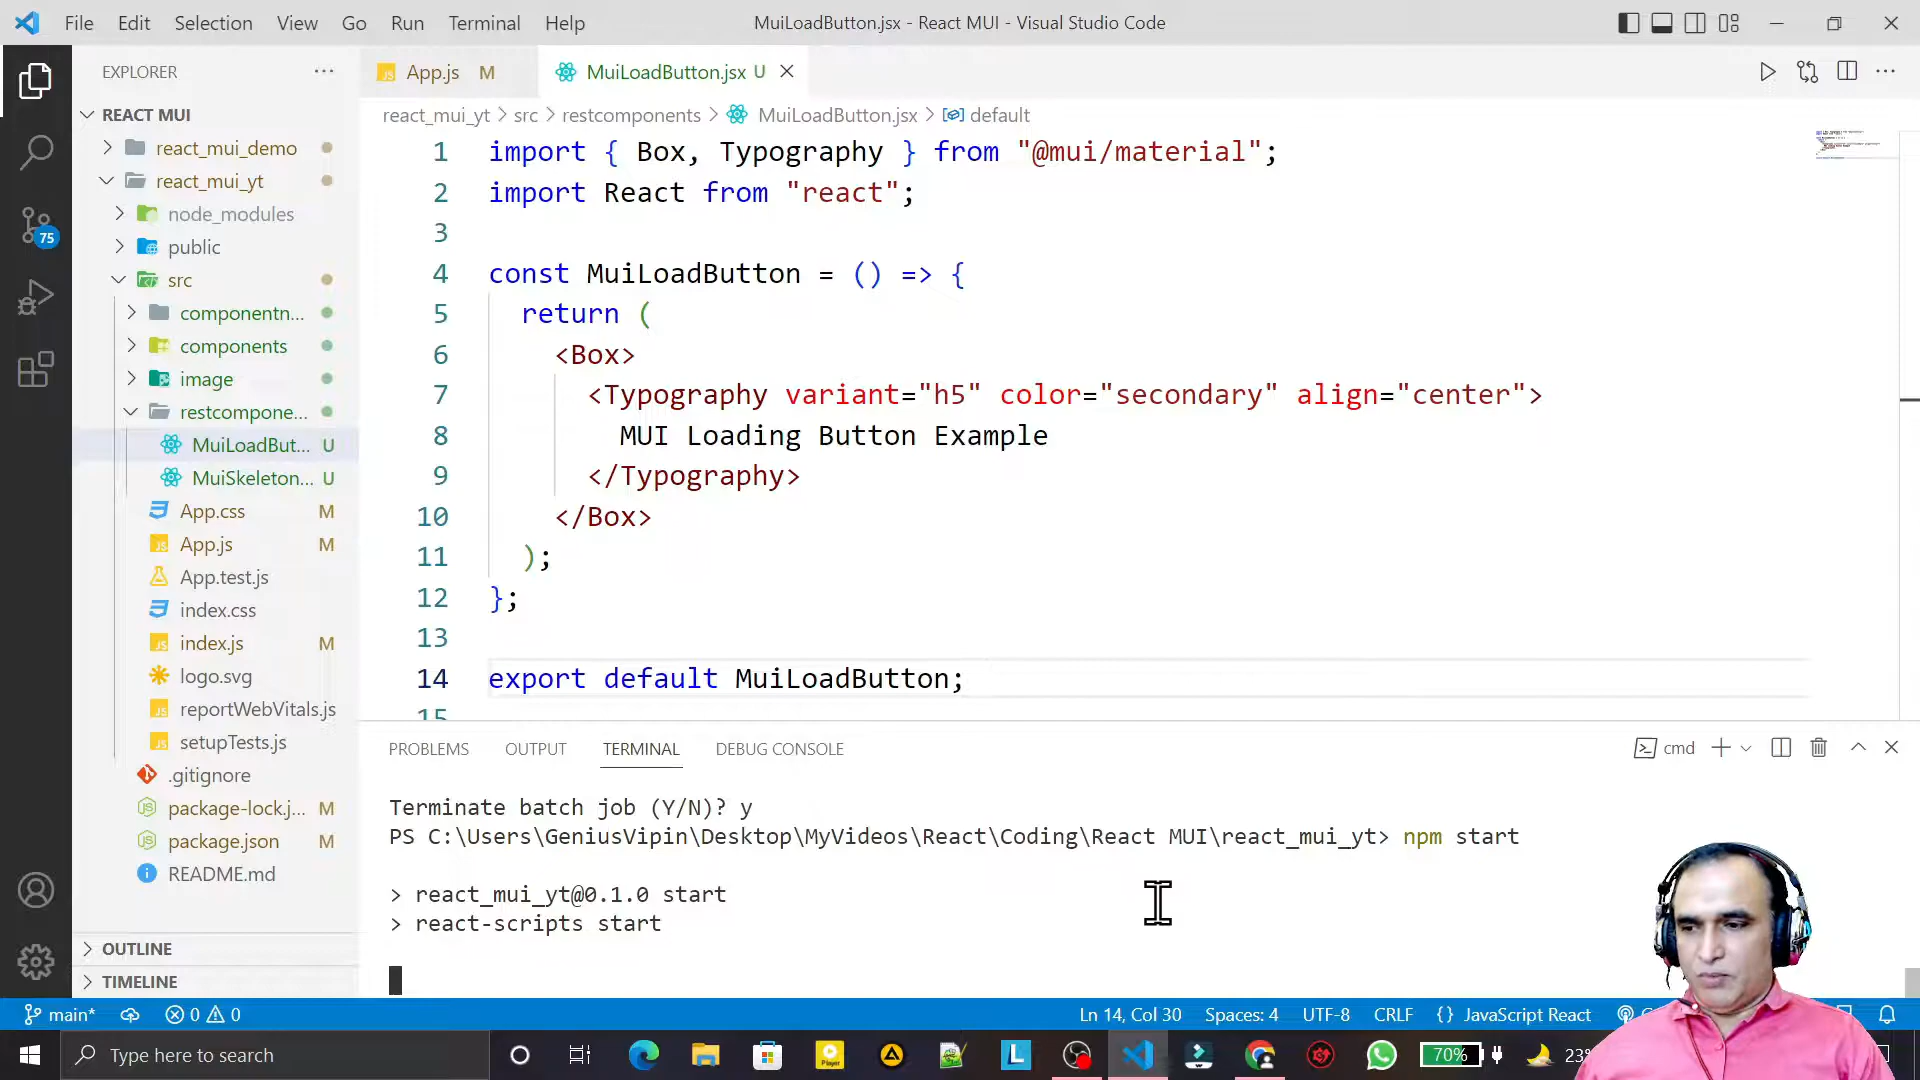 File Edit Selection View Go Run Terminal Help
MuiLoadButton.jsx - React MUI - Visual Studio Code
EXPLORER
REACT MUI
react_mui_demo
react_mui_yt
node_modules
public
src
componentn...
components
image
restcompone...
MuiLoadBut... U
MuiSkeleton... U
App.css M
App.js M
App.test.js
index.css
index.js M
logo.svg
reportWebVitals.js
setupTests.js
.gitignore
package-lock.j... M
package.json M
README.md
OUTLINE
TIMELINE
75
App.js M
MuiLoadButton.jsx U
react_mui_yt > src > restcomponents > MuiLoadButton.jsx > default
1 import { Box, Typography } from "@mui/material";
2 import React from "react";
3
4 const MuiLoadButton = () => {
5 return (
6 <Box>
7 <Typography variant="h5" color="secondary" align="center">
8 MUI Loading Button Example
9 </Typography>
10 </Box>
11 );
12 };
13
14 export default MuiLoadButton;
15
PROBLEMS OUTPUT TERMINAL DEBUG CONSOLE
cmd
Terminate batch job (Y/N)? y
PS C:\Users\GeniusVipin\Desktop\MyVideos\React\Coding\React MUI\react_mui_yt> npm start
> react_mui_yt@0.1.0 start
> react-scripts start
main* 0 0
Ln 14, Col 30 Spaces: 4 UTF-8 CRLF {} JavaScript React
Type here to search
Player
L
70%
23°